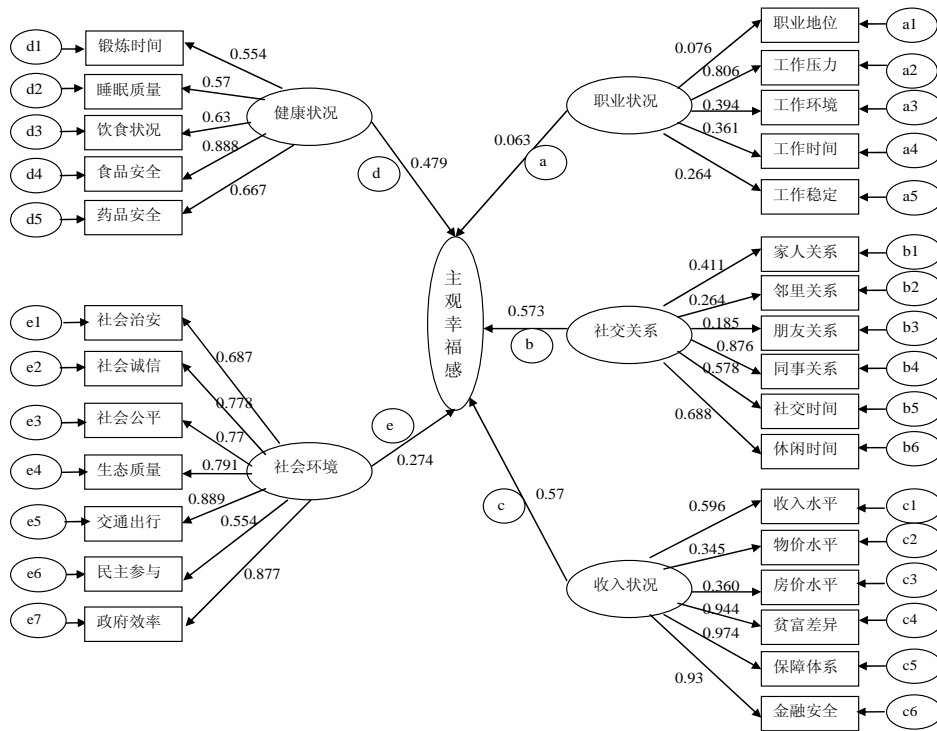 d1
锻炼时间
0.554
d2
睡眠质量
0.57
d3
饮食状况
0.63
健康状况
d4
食品安全
0.888
d5
药品安全
0.667
d
0.479
职业地位
a1
0.076
工作压力
a2
0.806
职业状况
工作环境
a3
0.394
工作时间
a4
0.361
工作稳定
a5
0.264
0.063
a
主
观
幸
福
感
家人关系
b1
0.411
邻里关系
b2
0.264
0.573
b
社交关系
朋友关系
b3
0.185
同事关系
b4
0.876
社交时间
b5
0.578
休闲时间
b6
0.688
e1
社会治安
0.687
e2
社会诚信
0.778
e3
社会公平
0.77
e4
生态质量
0.791
社会环境
e
0.274
e5
交通出行
0.889
e6
民主参与
0.554
e7
政府效率
0.877
c
0.57
收入水平
c1
0.596
物价水平
c2
0.345
收入状况
房价水平
c3
0.360
贫富差异
c4
0.944
保障体系
c5
0.974
金融安全
c6
0.93